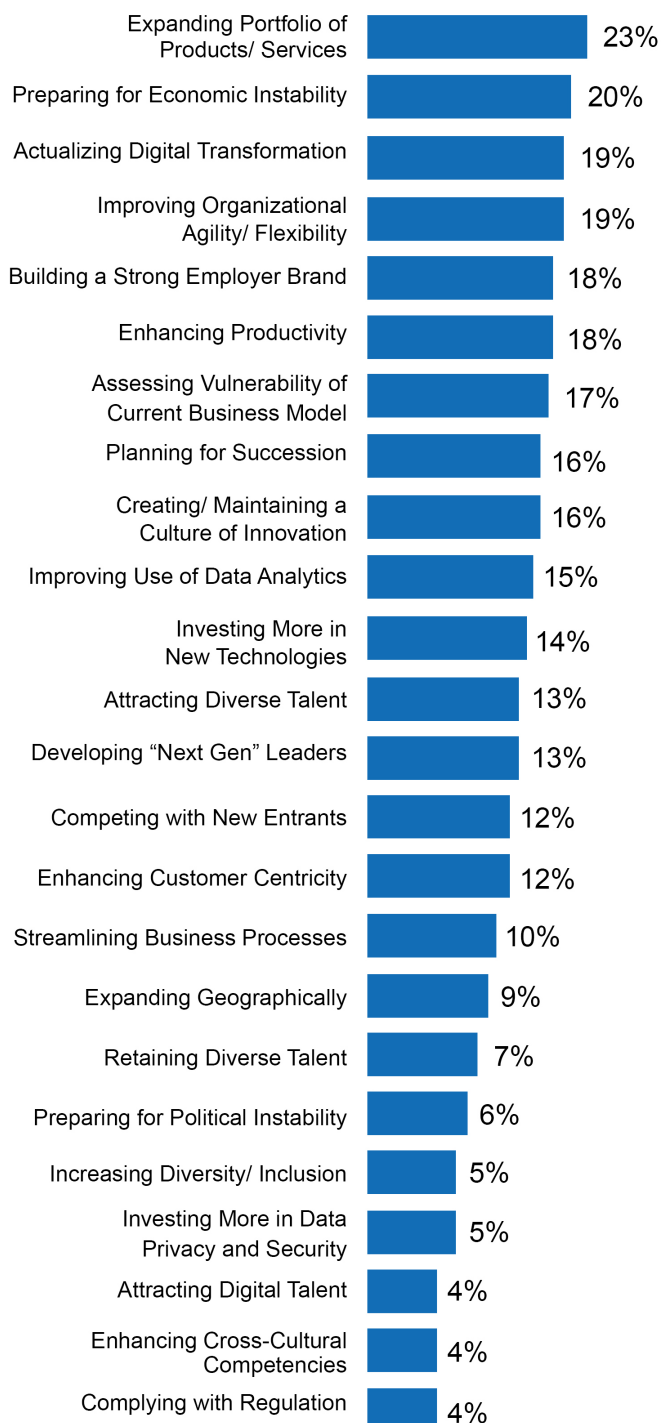 Expanding Portfolio of
Products/ Services
23%
Preparing for Economic Instability
20%
Actualizing Digital Transformation
19%
Improving Organizational
Agility/ Flexibility
19%
Building a Strong Employer Brand
18%
Enhancing Productivity
18%
Assessing Vulnerability of
Current Business Model
17%
Planning for Succession
16%
Creating/ Maintaining a
Culture of Innovation
16%
Improving Use of Data Analytics
15%
Investing More in
New Technologies
14%
Attracting Diverse Talent
13%
Developing “Next Gen” Leaders
13%
Competing with New Entrants
12%
Enhancing Customer Centricity
12%
Streamlining Business Processes
10%
Expanding Geographically
9%
Retaining Diverse Talent
7%
Preparing for Political Instability
6%
Increasing Diversity/ Inclusion
5%
Investing More in Data
Privacy and Security
5%
Attracting Digital Talent
4%
Enhancing Cross-Cultural
Competencies
4%
Complying with Regulation
4%